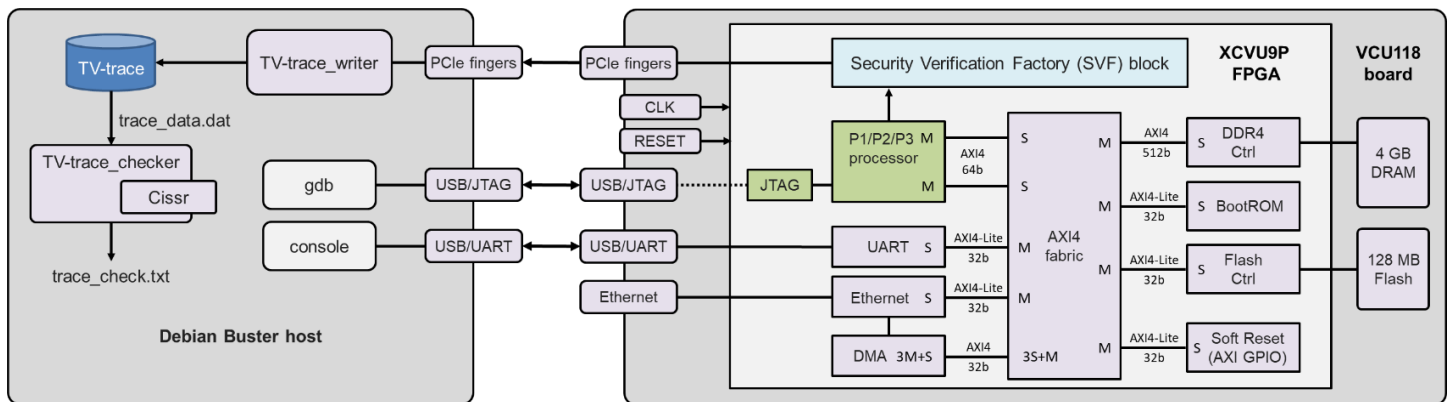 TV-trace
TV-trace_writer
PCIe fingers
PCIe fingers
Security Verification Factory (SVF) block
XCVU9P
FPGA
VCU118
board
trace_data.dat
CLK
RESET
TV-trace_checker
Cissr
trace_check.txt
gdb
USB/JTAG
USB/JTAG
JTAG
P1/P2/P3 M
processor
M
AXI4
64b
S
S
AXI4
fabric
M
AXI4
512b
S
DDR4
Ctrl
4 GB
DRAM
M
AXI4-Lite
32b
S BootROM
console
USB/UART
USB/UART
UART S
AXI4-Lite
32b
M
M
AXI4-Lite
32b
S
Flash
Ctrl
128 MB
Flash
Ethernet
Ethernet S
AXI4-Lite
32b
M
DMA 3M+S
AXI4
32b
3S+M
M
AXI4-Lite
32b
S
Soft Reset
(AXI GPIO)
Debian Buster host